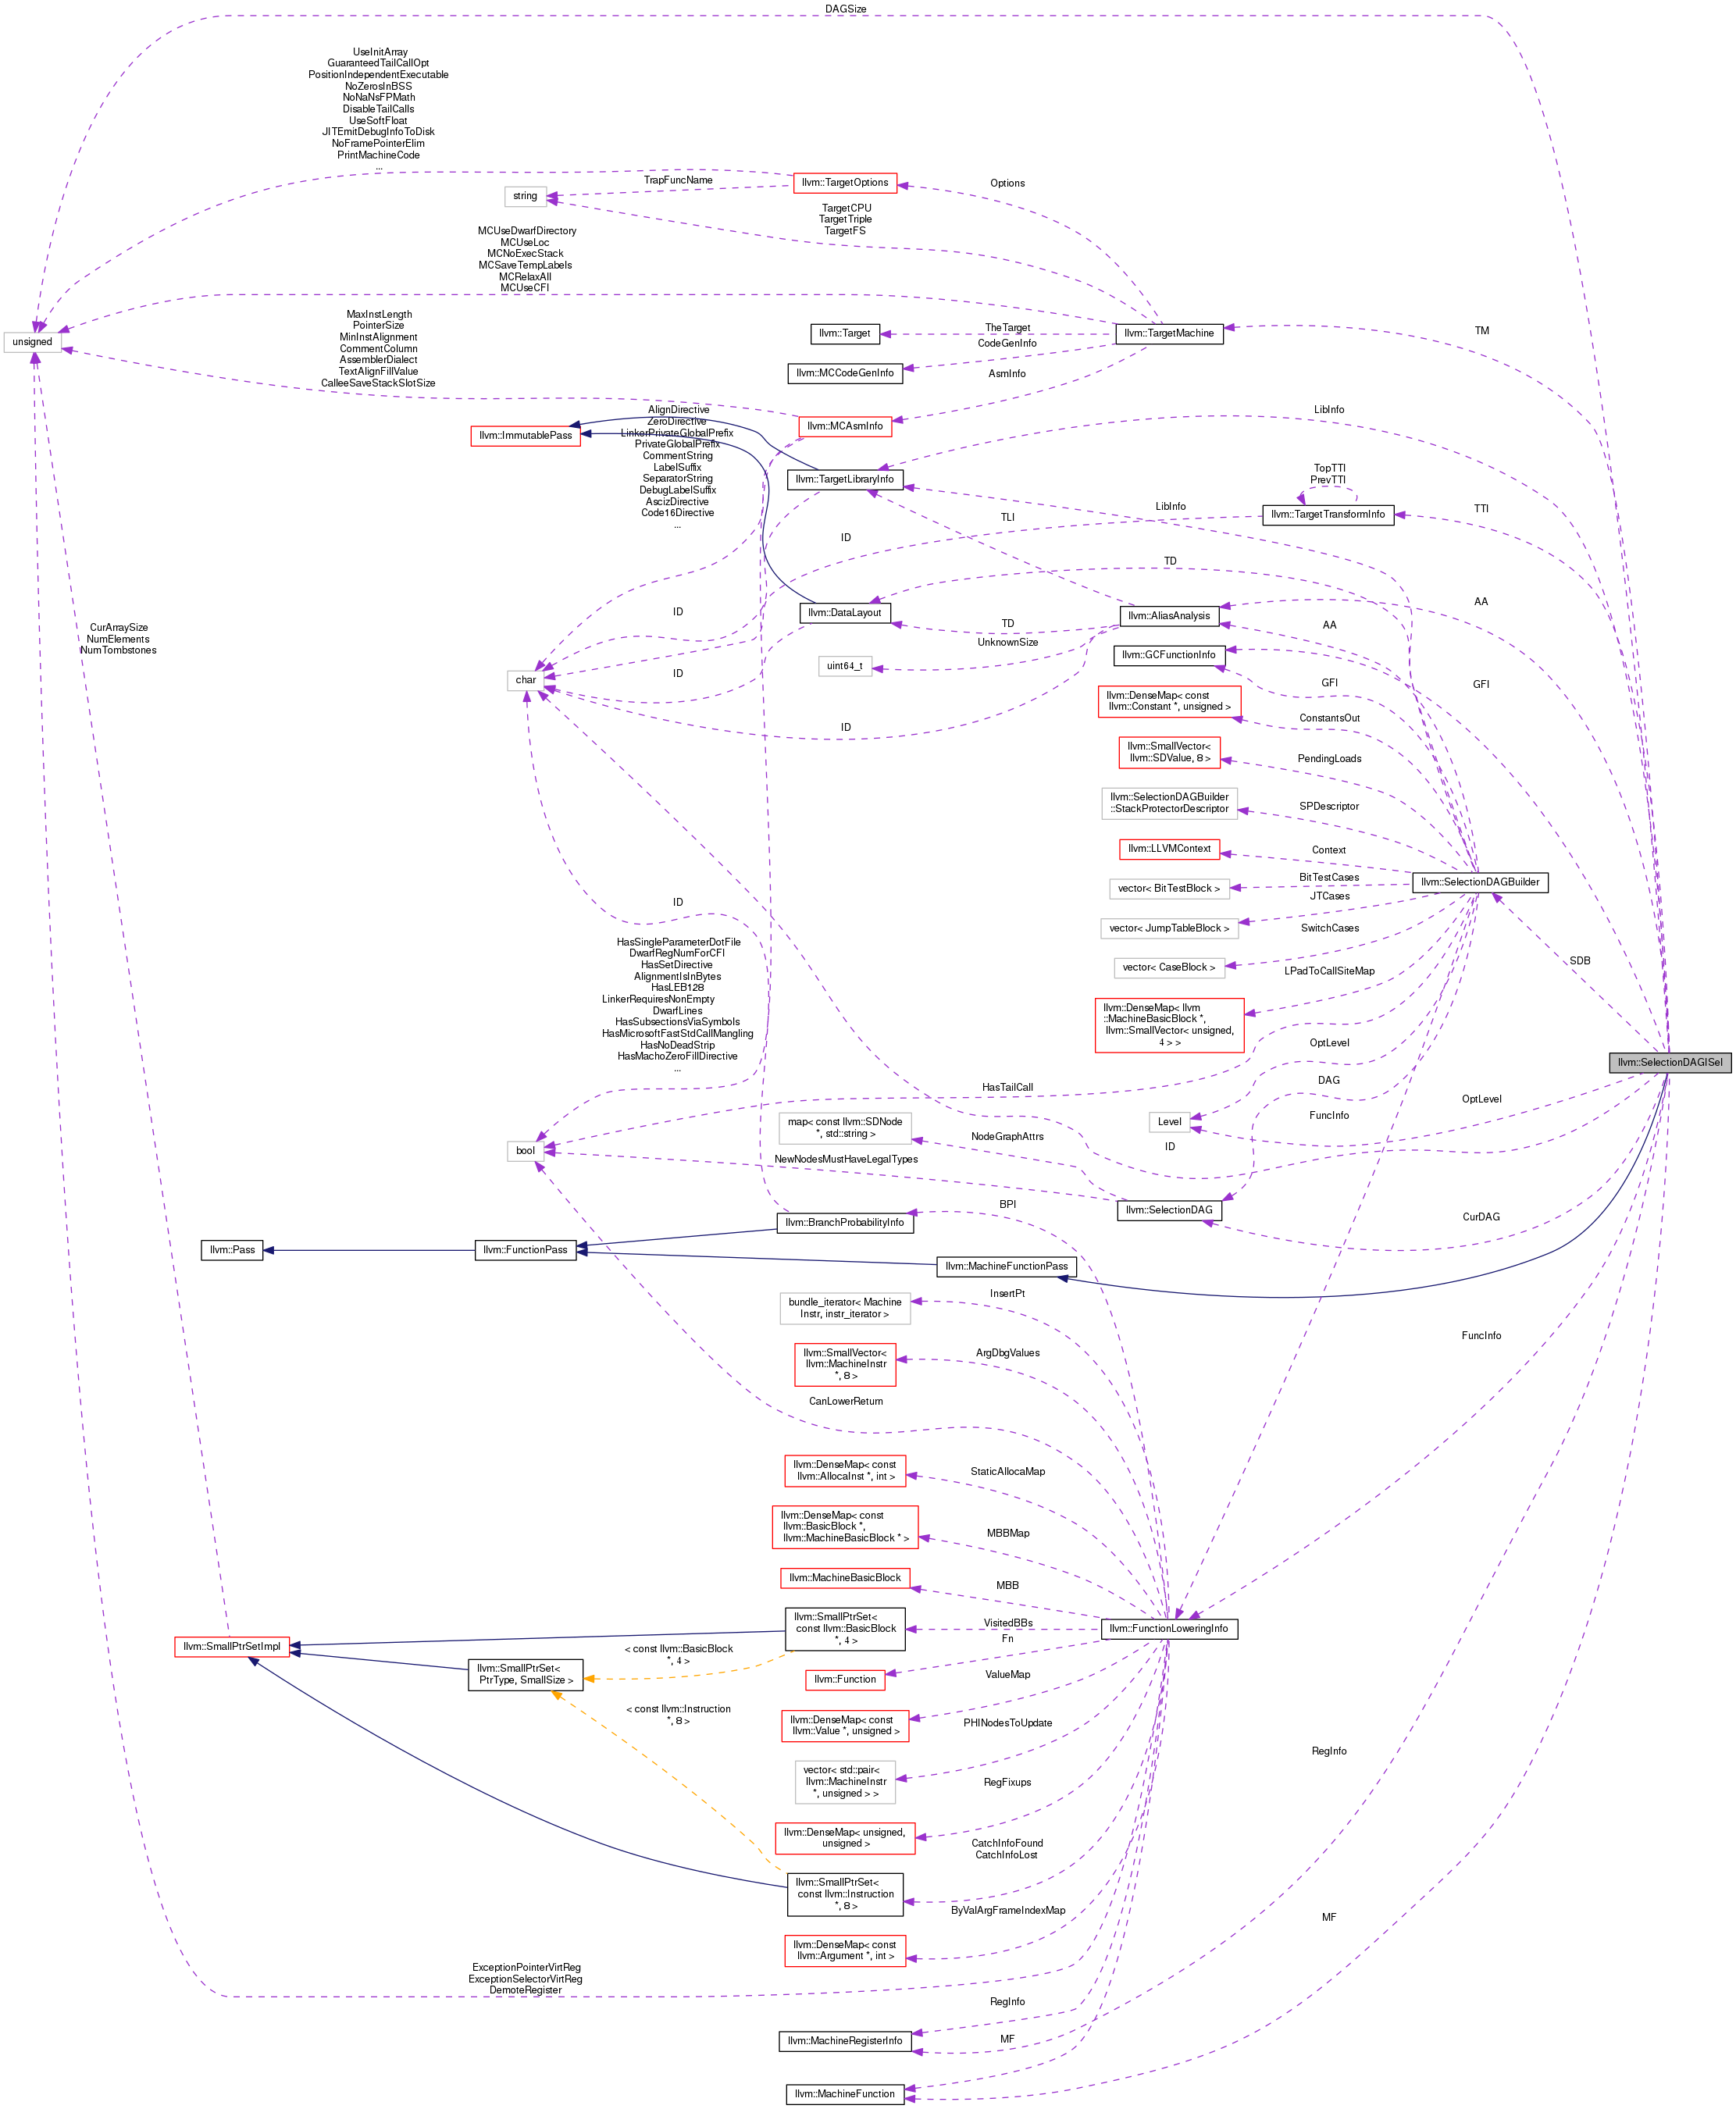 DAGSize
UseInitArray
GuaranteedTailCallOpt
PositionIndependentExecutable
NoZerosInBSS
NoNaNsFPMath
DisableTailCalls
UseSoftFloat
JITEmitDebugInfoToDisk
NoFramePointerElim
PrintMachineCode
...
TrapFuncName
llvm::TargetOptions
Options
string
TargetCPU
TargetTriple
TargetFS
MCUseDwarfDirectory
MCUseLoc
MCNoExecStack
MCSaveTempLabels
MCRelaxAll
MCUseCFI
unsigned
MaxInstLength
PointerSize
MinInstAlignment
CommentColumn
AssemblerDialect
TextAlignFillValue
CalleeSaveStackSlotSize
llvm::Target
TheTarget
llvm::TargetMachine
TM
CodeGenInfo
llvm::MCCodeGenInfo
AsmInfo
llvm::MCAsmInfo
llvm::ImmutablePass
AlignDirective
ZeroDirective
LinkerPrivateGlobalPrefix
PrivateGlobalPrefix
CommentString
LabelSuffix
SeparatorString
DebugLabelSuffix
AscizDirective
Code16Directive
...
LibInfo
llvm::TargetLibraryInfo
TopTTI
PrevTTI
LibInfo
llvm::TargetTransformInfo
TTI
TLI
ID
TD
ID
llvm::DataLayout
TD
llvm::AliasAnalysis
AA
AA
UnknownSize
uint64_t
llvm::GCFunctionInfo
char
ID
GFI
GFI
llvm::DenseMap< const
llvm::Constant *, unsigned >
ConstantsOut
ID
llvm::SmallVector<
llvm::SDValue, 8 >
PendingLoads
llvm::SelectionDAGBuilder
::StackProtectorDescriptor
SPDescriptor
CurArraySize
NumElements
NumTombstones
llvm::LLVMContext
Context
vector< BitTestBlock >
BitTestCases
llvm::SelectionDAGBuilder
JTCases
vector< JumpTableBlock >
SwitchCases
vector< CaseBlock >
SDB
ID
LPadToCallSiteMap
llvm::DenseMap< llvm
::MachineBasicBlock *,
llvm::SmallVector< unsigned,
4 > >
HasSingleParameterDotFile
DwarfRegNumForCFI
HasSetDirective
AlignmentIsInBytes
HasLEB128
LinkerRequiresNonEmpty
DwarfLines
HasSubsectionsViaSymbols
HasMicrosoftFastStdCallMangling
HasNoDeadStrip
HasMachoZeroFillDirective
...
OptLevel
llvm::SelectionDAGISel
HasTailCall
DAG
OptLevel
FuncInfo
Level
map< const llvm::SDNode
*, std::string >
NodeGraphAttrs
ID
bool
NewNodesMustHaveLegalTypes
llvm::SelectionDAG
CurDAG
BPI
llvm::BranchProbabilityInfo
llvm::Pass
llvm::FunctionPass
llvm::MachineFunctionPass
InsertPt
bundle_iterator< Machine
Instr, instr_iterator >
FuncInfo
llvm::SmallVector<
llvm::MachineInstr
*, 8 >
ArgDbgValues
CanLowerReturn
llvm::DenseMap< const
llvm::AllocaInst *, int >
StaticAllocaMap
llvm::DenseMap< const
llvm::BasicBlock *,
llvm::MachineBasicBlock * >
MBBMap
llvm::MachineBasicBlock
MBB
llvm::SmallPtrSet<
const llvm::BasicBlock
*, 4 >
VisitedBBs
llvm::FunctionLoweringInfo
Fn
llvm::SmallPtrSetImpl
< const llvm::BasicBlock
*, 4 >
llvm::SmallPtrSet<
PtrType, SmallSize >
llvm::Function
ValueMap
< const llvm::Instruction
*, 8 >
llvm::DenseMap< const
llvm::Value *, unsigned >
PHINodesToUpdate
RegInfo
vector< std::pair<
llvm::MachineInstr
*, unsigned > >
RegFixups
llvm::DenseMap< unsigned,
unsigned >
CatchInfoFound
CatchInfoLost
llvm::SmallPtrSet<
const llvm::Instruction
*, 8 >
ByValArgFrameIndexMap
MF
llvm::DenseMap< const
llvm::Argument *, int >
ExceptionPointerVirtReg
ExceptionSelectorVirtReg
DemoteRegister
RegInfo
llvm::MachineRegisterInfo
MF
llvm::MachineFunction